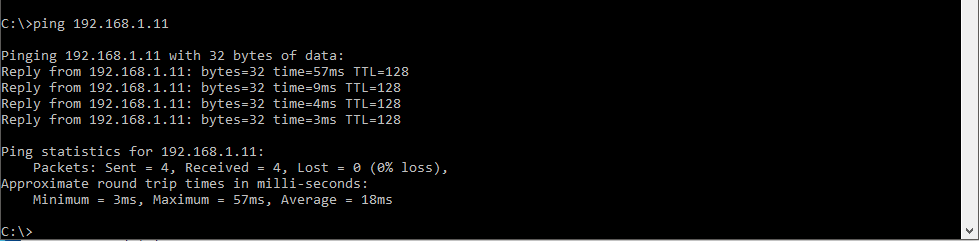 C:\>ping 192.168.1.11
Pinging 192.168.1.11 with 32 bytes of data:
Reply from 192.168.1.11: bytes=32 time=57ms TTL=128
Reply from 192.168.1.11: bytes=32 time=9ms TTL=128
Reply from 192.168.1.11: bytes=32 time=4ms TTL=128
Reply from 192.168.1.11: bytes=32 time=3ms TTL=128
Ping statistics for 192.168.1.11:
    Packets: Sent = 4, Received = 4, Lost = 0 (0% loss),
Approximate round trip times in milli-seconds:
    Minimum = 3ms, Maximum = 57ms, Average = 18ms
C:\>